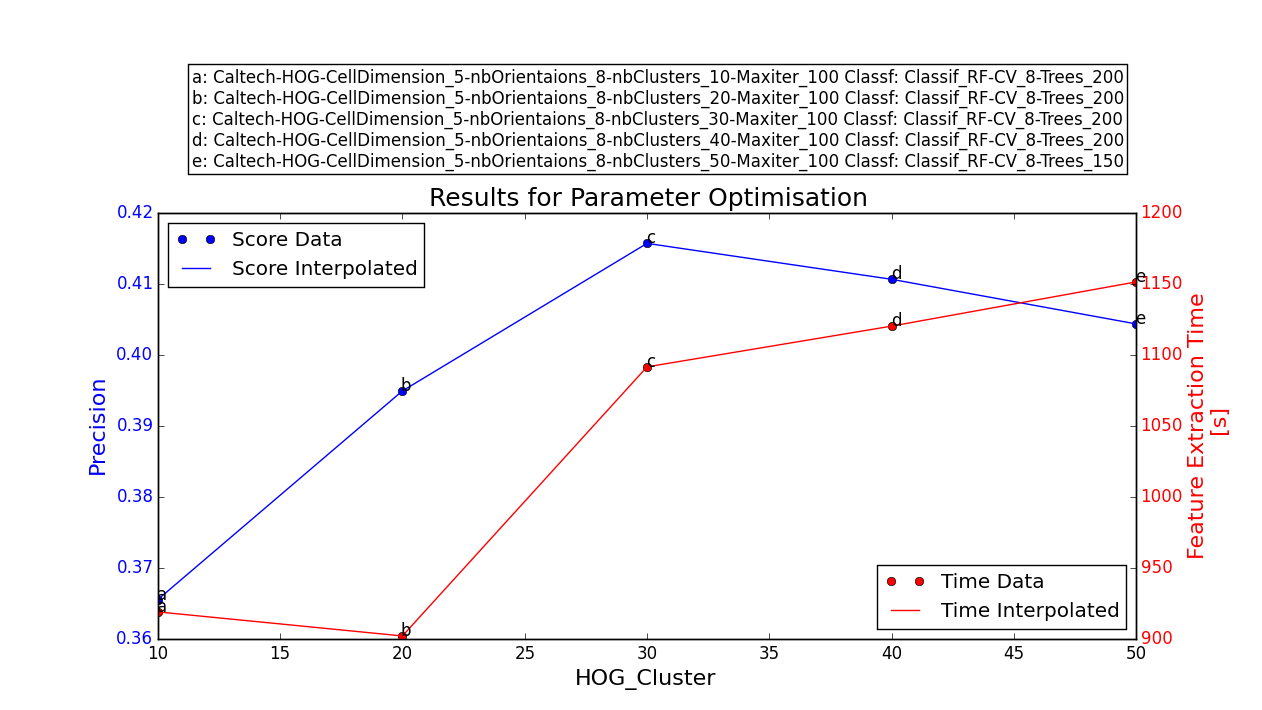 a: Caltech-HOG-CellDimension_5-nbOrientaions_8-nbClusters_10-Maxiter_100 Classf: Classif_RF-CV_8-Trees_200
b: Caltech-HOG-CellDimension_5-nbOrientaions_8-nbClusters_20-Maxiter_100 Classf: Classif_RF-CV_8-Trees_200
c: Caltech-HOG-CellDimension_5-nbOrientaions_8-nbClusters_30-Maxiter_100 Classf: Classif_RF-CV_8-Trees_200
d: Caltech-HOG-CellDimension_5-nbOrientaions_8-nbClusters_40-Maxiter_100 Classf: Classif_RF-CV_8-Trees_200
e: Caltech-HOG-CellDimension_5-nbOrientaions_8-nbClusters_50-Maxiter_100 Classf: Classif_RF-CV_8-Trees_150
Results for Parameter Optimisation
Score Data
Score Interpolated
Precision
0.42
0.41
0.40
0.39
0.38
0.37
0.36
a
b
c
d
e
a
b
c
d
e
1200
1150
1100
1050
1000
950
900
Feature Extraction Time
[s]
Time Data
Time Interpolated
10 15 20 25 30 35 40 45 50
HOG_Cluster